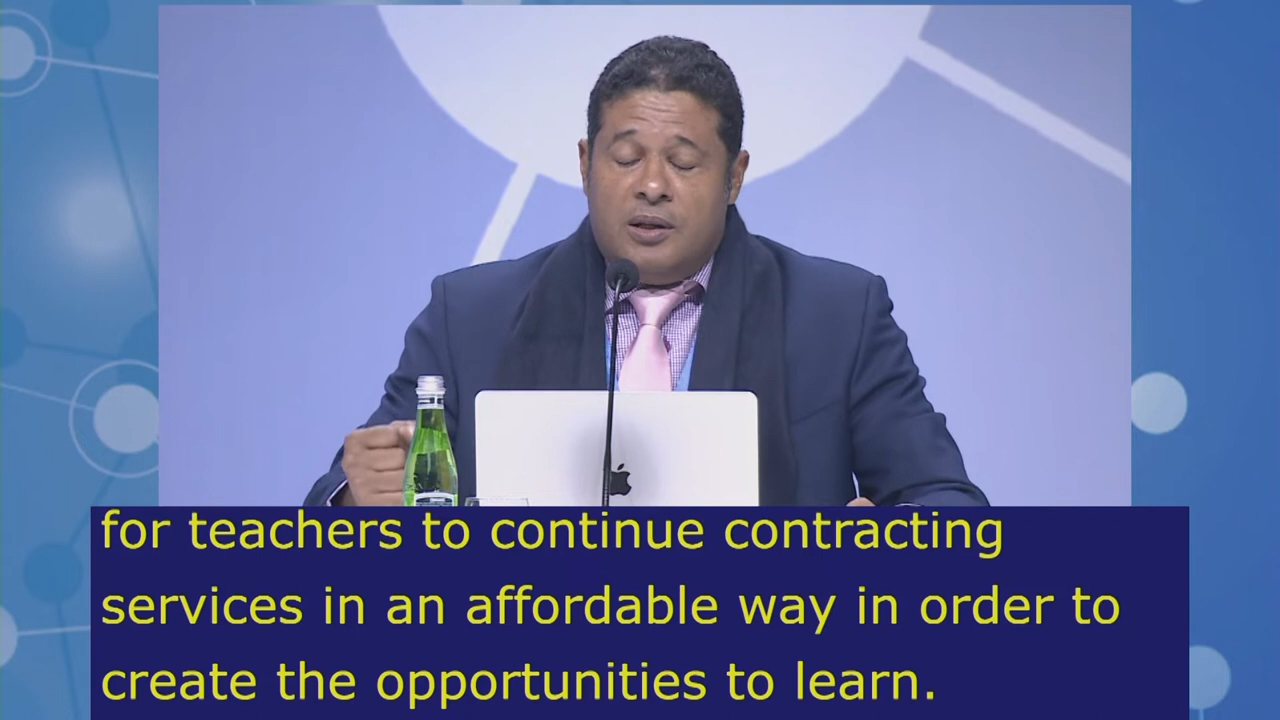 for teachers to continue contracting
services in an affordable way in order to
create the opportunities to learn.